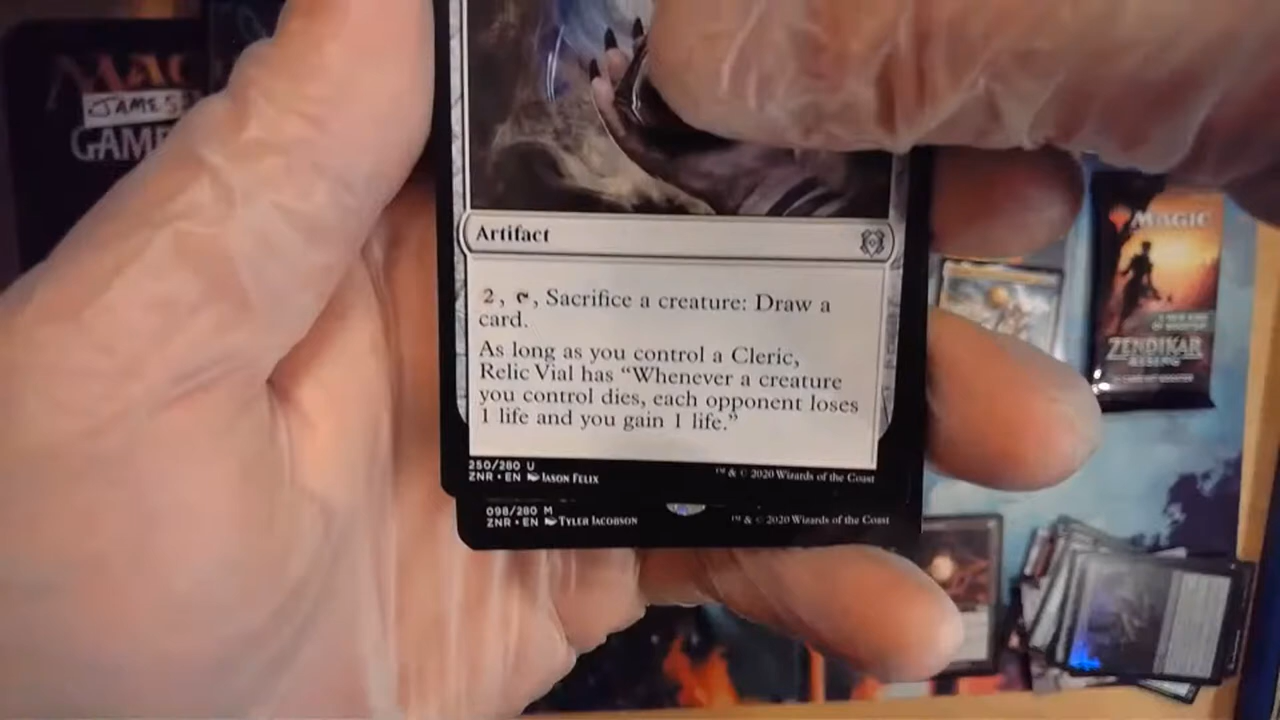 JAMES
GAM
Artifact
2, T, Sacrifice a creature: Draw a
card.
As long as you control a Cleric,
Relic Vial has “Whenever a creature
you control dies, each opponent loses
1 life and you gain 1 life.”
250/280 U
ZNR • EN JASON FELIX
™ & © 2020 Wizards of the Coast
098/280 M
ZNR • EN TYLER JACOBSON
™ & © 2020 Wizards of the Coast
MAGIC
ZENDIKAR
RISING